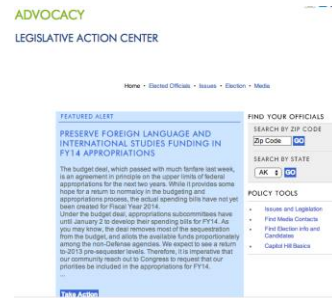 ADVOCACY
LEGISLATIVE ACTION CENTER
Home • Elected Officials • Issues • Election • Media
FEATURED ALERT
PRESERVE FOREIGN LANGUAGE AND
INTERNATIONAL STUDIES FUNDING IN
FY14 APPROPRIATIONS
The budget deal, which passed with much fanfare last week,
is an agreement in principle on the upper limits of federal
appropriations for the next two years. While it provides some
hope for a return to normalcy in the budgeting and
appropriations process, the actual spending bills have not yet
been created for Fiscal Year 2014.
Under the budget deal, appropriations subcommittees have
until January 2 to develop their spending bills for FY14. As
you may know, the deal removes most of the sequestration
from the budget, and allots the available funds proportionately
among the non-Defense agencies. We expect to see a return
to-2013 pre-sequester levels. Therefore, it is imperative that
our community reach out to Congress to request that our
priorities be included in the appropriations for FY14.
...
Take Action
FIND YOUR OFFICIALS
SEARCH BY ZIP CODE
Zip Code GO
SEARCH BY STATE
AK GO
POLICY TOOLS
• Issues and Legislation
• Find Media Contacts
• Find Election info and
Candidates
• Capitol Hill Basics